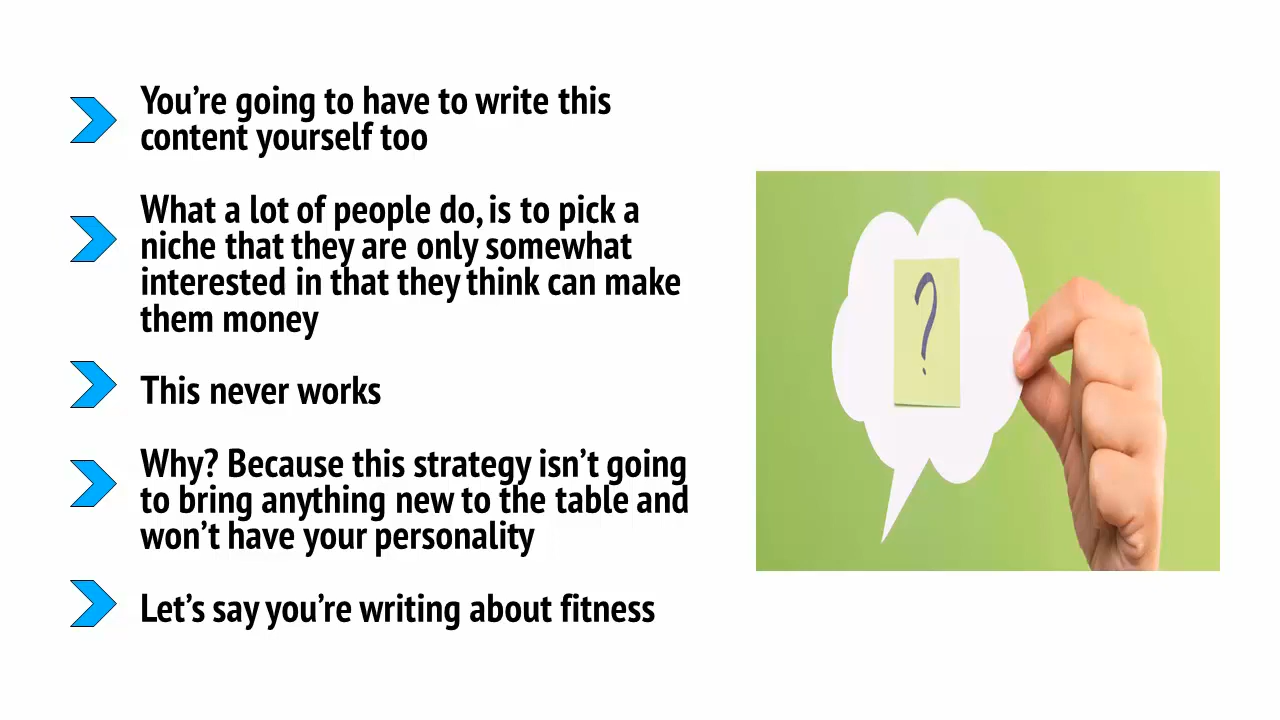 You’re going to have to write this
content yourself too
What a lot of people do, is to pick a
niche that they are only somewhat
interested in that they think can make
them money
This never works
Why? Because this strategy isn’t going
to bring anything new to the table and
won’t have your personality
Let’s say you’re writing about fitness
?